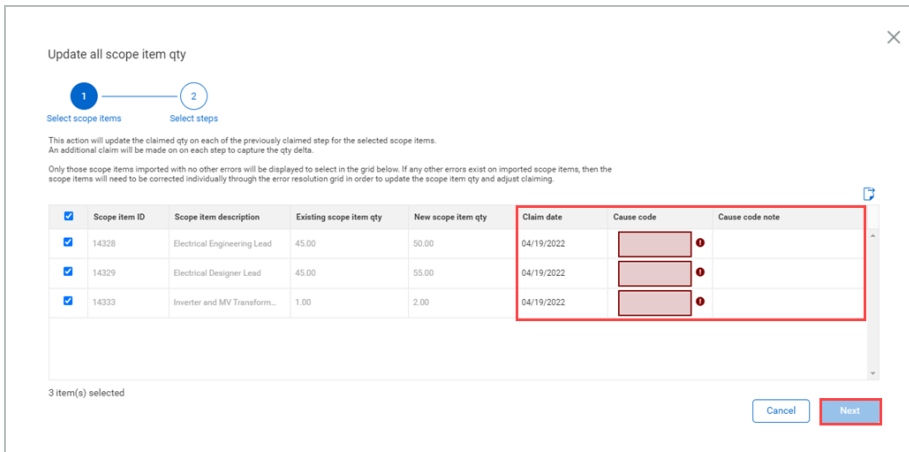 Update all scope item qty
1 2
Select scope items Select steps
This action will update the claimed qty on each of the previously claimed step for the selected scope items.
An additional claim will be made on on each step to capture the qty delta.
Only those scope items imported with no other errors will be displayed to select in the grid below. If any other errors exist on imported scope items, then the
scope items will need to be corrected individually through the error resolution grid in order to update the scope item qty and adjust claiming.
Scope item ID Scope item description Existing scope item qty New scope item qty Claim date Cause code Cause code note
14328 Electrical Engineering Lead 45.00 50.00 04/19/2022
14329 Electrical Designer Lead 45.00 55.00 04/19/2022
14333 Inverter and MV Transform... 1.00 2.00 04/19/2022
3 item(s) selected
Cancel Next